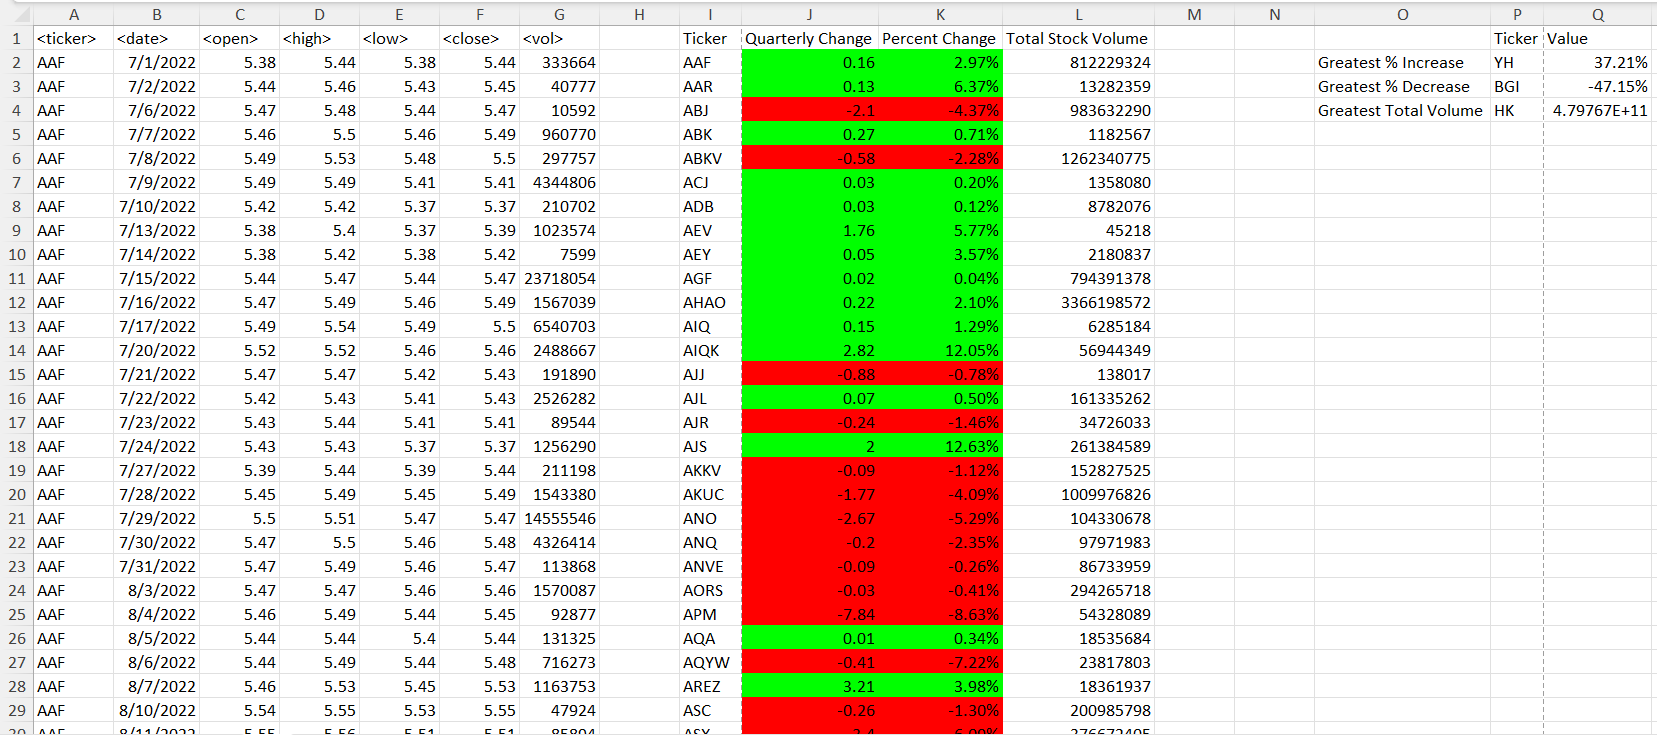 A B C D E F G H I J K L M N O P Q
1 <ticker> <date> <open> <high> <low> <close> <vol> Ticker Quarterly Change Percent Change Total Stock Volume Ticker Value
2 AAF 7/1/2022 5.38 5.44 5.38 5.44 333664 AAF 0.16 2.97% 812229324 Greatest % Increase YH 37.21%
3 AAF 7/2/2022 5.44 5.46 5.43 5.45 40777 AAR 0.13 6.37% 13282359 Greatest % Decrease BGI -47.15%
4 AAF 7/6/2022 5.47 5.48 5.44 5.47 10592 ABJ -2.1 -4.37% 983632290 Greatest Total Volume HK 4.79767E+11
5 AAF 7/7/2022 5.46 5.5 5.46 5.49 960770 ABK 0.27 0.71% 1182567
6 AAF 7/8/2022 5.49 5.53 5.48 5.5 297757 ABKV -0.58 -2.28% 1262340775
7 AAF 7/9/2022 5.49 5.49 5.41 5.41 4344806 ACJ 0.03 0.20% 1358080
8 AAF 7/10/2022 5.42 5.42 5.37 5.37 210702 ADB 0.03 0.12% 8782076
9 AAF 7/13/2022 5.38 5.4 5.37 5.39 1023574 AEV 1.76 5.77% 45218
10 AAF 7/14/2022 5.38 5.42 5.38 5.42 7599 AEY 0.05 3.57% 2180837
11 AAF 7/15/2022 5.44 5.47 5.44 5.47 23718054 AGF 0.02 0.04% 794391378
12 AAF 7/16/2022 5.47 5.49 5.46 5.49 1567039 AHAO 0.22 2.10% 3366198572
13 AAF 7/17/2022 5.49 5.54 5.49 5.5 6540703 AIQ 0.15 1.29% 6285184
14 AAF 7/20/2022 5.52 5.52 5.46 5.46 2488667 AIQK 2.82 12.05% 56944349
15 AAF 7/21/2022 5.47 5.47 5.42 5.43 191890 AJJ -0.88 -0.78% 138017
16 AAF 7/22/2022 5.42 5.43 5.41 5.43 2526282 AJL 0.07 0.50% 161335262
17 AAF 7/23/2022 5.43 5.44 5.41 5.41 89544 AJR -0.24 -1.46% 34726033
18 AAF 7/24/2022 5.43 5.43 5.37 5.37 1256290 AJS 2 12.63% 261384589
19 AAF 7/27/2022 5.39 5.44 5.39 5.44 211198 AKKV -0.09 -1.12% 152827525
20 AAF 7/28/2022 5.45 5.49 5.45 5.49 1543380 AKUC -1.77 -4.09% 1009976826
21 AAF 7/29/2022 5.5 5.51 5.47 5.47 14555546 ANO -2.67 -5.29% 104330678
22 AAF 7/30/2022 5.47 5.5 5.46 5.48 4326414 ANQ -0.2 -2.35% 97971983
23 AAF 7/31/2022 5.47 5.49 5.46 5.47 113868 ANVE -0.09 -0.26% 86733959
24 AAF 8/3/2022 5.47 5.47 5.46 5.46 1570087 AORS -0.03 -0.41% 294265718
25 AAF 8/4/2022 5.46 5.49 5.44 5.45 92877 APM -7.84 -8.63% 54328089
26 AAF 8/5/2022 5.44 5.44 5.4 5.44 131325 AQA 0.01 0.34% 18535684
27 AAF 8/6/2022 5.44 5.49 5.44 5.48 716273 AQYW -0.41 -7.22% 23817803
28 AAF 8/7/2022 5.46 5.53 5.45 5.53 1163753 AREZ 3.21 3.98% 18361937
29 AAF 8/10/2022 5.54 5.55 5.53 5.55 47924 ASC -0.26 -1.30% 200985798
30 AAF 8/11/2022